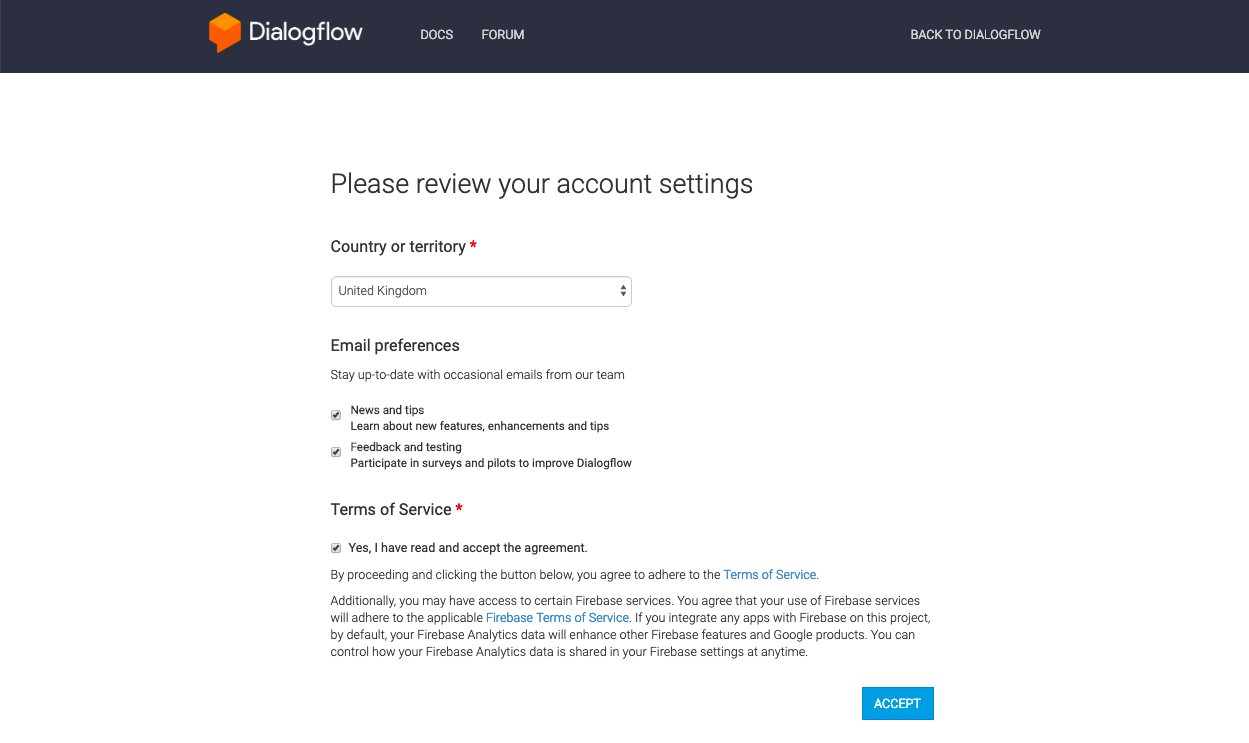 Dialogflow DOCS FORUM BACK TO DIALOGFLOW
Please review your account settings
Country or territory *
United Kingdom
Email preferences
Stay up-to-date with occasional emails from our team
News and tips
Learn about new features, enhancements and tips
Feedback and testing
Participate in surveys and pilots to improve Dialogflow
Terms of Service *
Yes, I have read and accept the agreement.
By proceeding and clicking the button below, you agree to adhere to the Terms of Service.
Additionally, you may have access to certain Firebase services. You agree that your use of Firebase services
will adhere to the applicable Firebase Terms of Service. If you integrate any apps with Firebase on this project,
by default, your Firebase Analytics data will enhance other Firebase features and Google products. You can
control how your Firebase Analytics data is shared in your Firebase settings at anytime.
ACCEPT